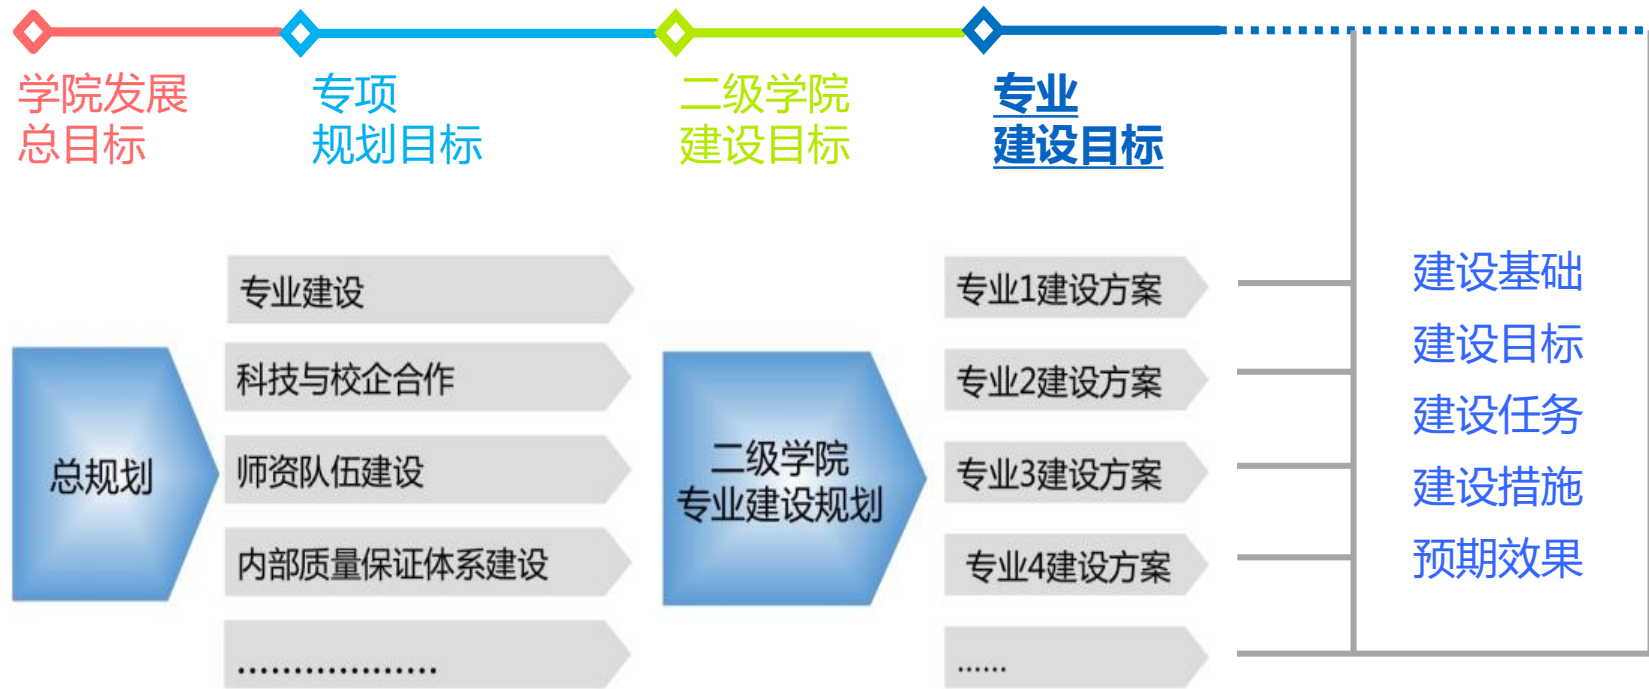 学院发展
总目标
专项
规划目标
二级学院
建设目标
专业
建设目标
总规划
专业建设
科技与校企合作
师资队伍建设
内部质量保证体系建设
..................
二级学院
专业建设规划
专业1建设方案
专业2建设方案
专业3建设方案
专业4建设方案
......
建设基础
建设目标
建设任务
建设措施
预期效果